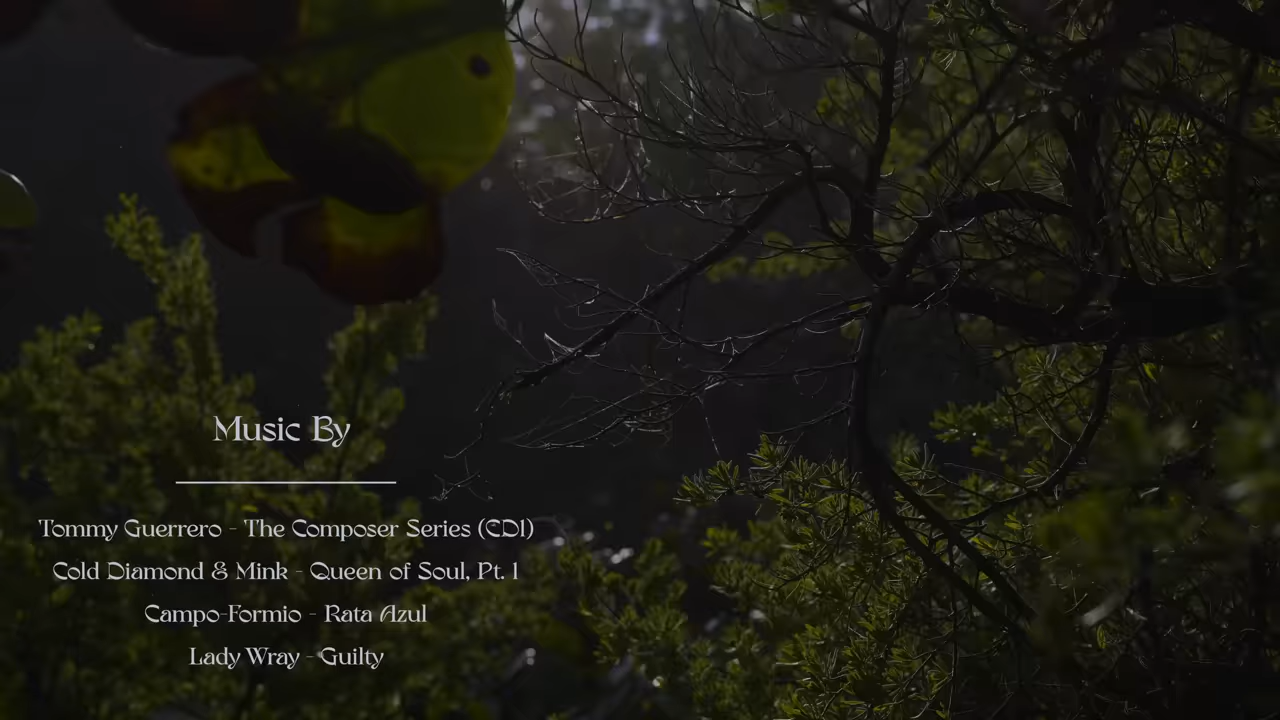 Music By
Tommy Guerrero - The Composer Series (CD1)
Cold Diamond & Mink - Queen of Soul, Pt. 1
Campo-Formio - Rata Azul
Lady Wray - Guilty